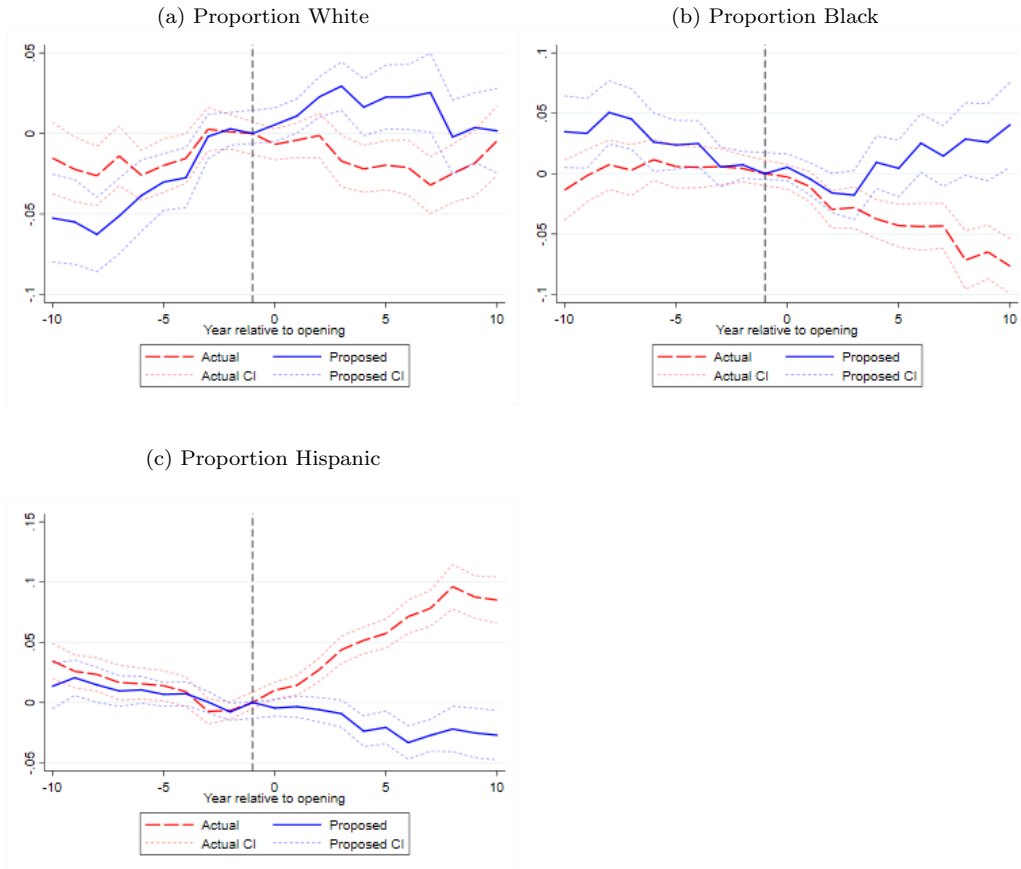 (a) Proportion White
.05
0
-.05
-.1
-10
-5
0
5
10
Year relative to opening
Actual
Proposed
Actual CI
Proposed CI
(b) Proportion Black
.1
.05
0
-.05
-.1
-10
-5
0
5
10
Year relative to opening
Actual
Proposed
Actual CI
Proposed CI
(c) Proportion Hispanic
.15
.1
.05
0
-.05
-10
-5
0
5
10
Year relative to opening
Actual
Proposed
Actual CI
Proposed CI